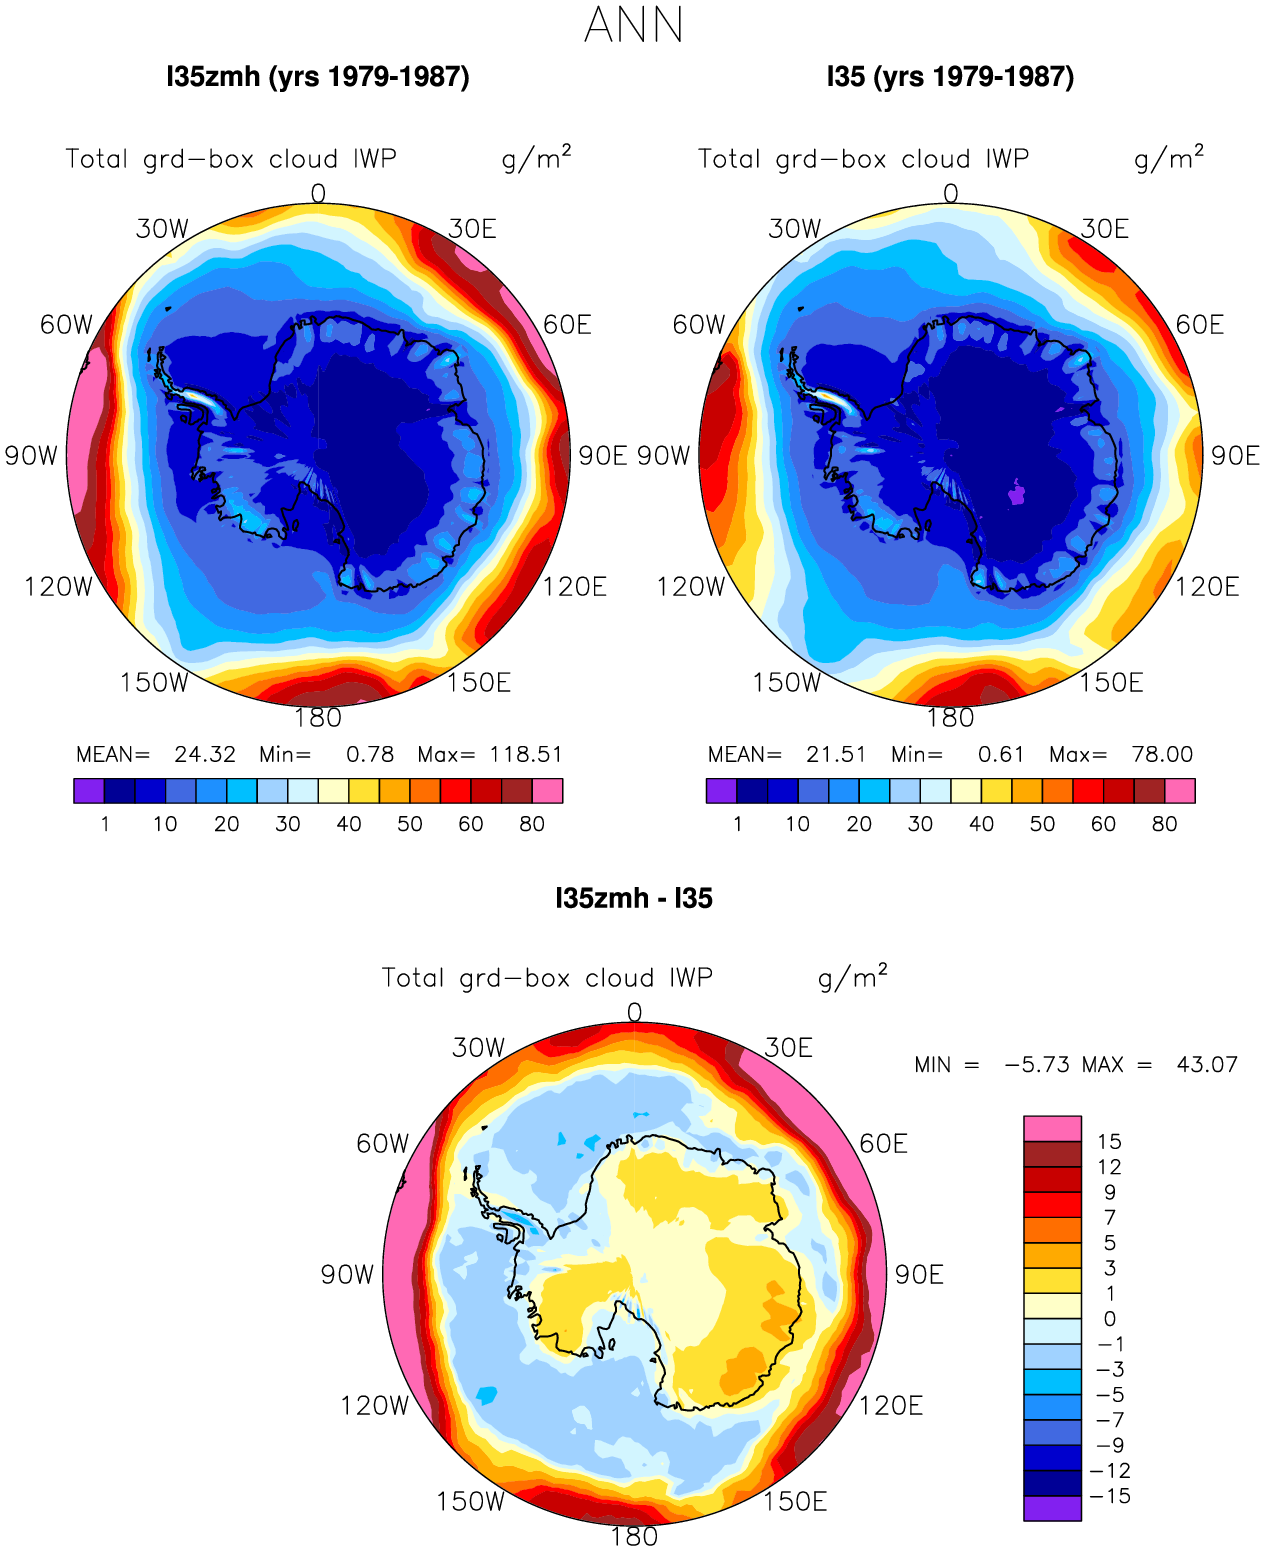 ANN
I35zmh (yrs 1979-1987) I35 (yrs 1979-1987)
Total grd-box cloud IWP g/m² Total grd-box cloud IWP g/m²
0 0
30W 30E 30W 30E
60W 60E 60W 60E
90W 90E 90W 90E
120W 120E 120W 120E
150W 150E 150W 150E
180 180
MEAN= 24.32 Min= 0.78 Max= 118.51 MEAN= 21.51 Min= 0.61 Max= 78.00
1 10 20 30 40 50 60 80 1 10 20 30 40 50 60 80
I35zmh - I35
Total grd-box cloud IWP g/m²
0
30W 30E
MIN = -5.73 MAX = 43.07
60W 60E
90W 90E
120W 120E
150W 150E
180
15
12
9
7
5
3
1
0
-1
-3
-5
-7
-9
-12
-15